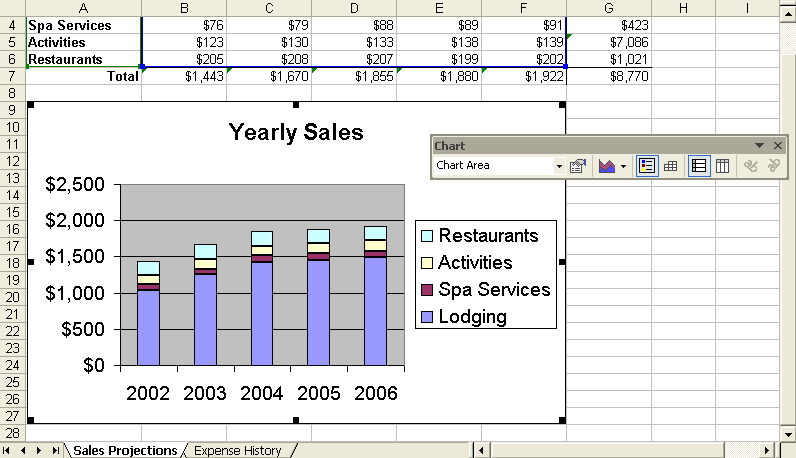 A B C D E F G H I
4 Spa Services $76 $79 $88 $89 $91 $423
5 Activities $123 $130 $133 $138 $139 $7,086
6 Restaurants $205 $208 $207 $199 $202 $1,021
7 Total $1,443 $1,670 $1,855 $1,880 $1,922 $8,770
8
9
10
11
12
13
14
15
16
17
18
19
20
21
22
23
24
25
26
27
28
Yearly Sales
Chart
Chart Area
$2,500
$2,000
$1,500
$1,000
$500
$0
2002 2003 2004 2005 2006
Restaurants
Activities
Spa Services
Lodging
Sales Projections Expense History